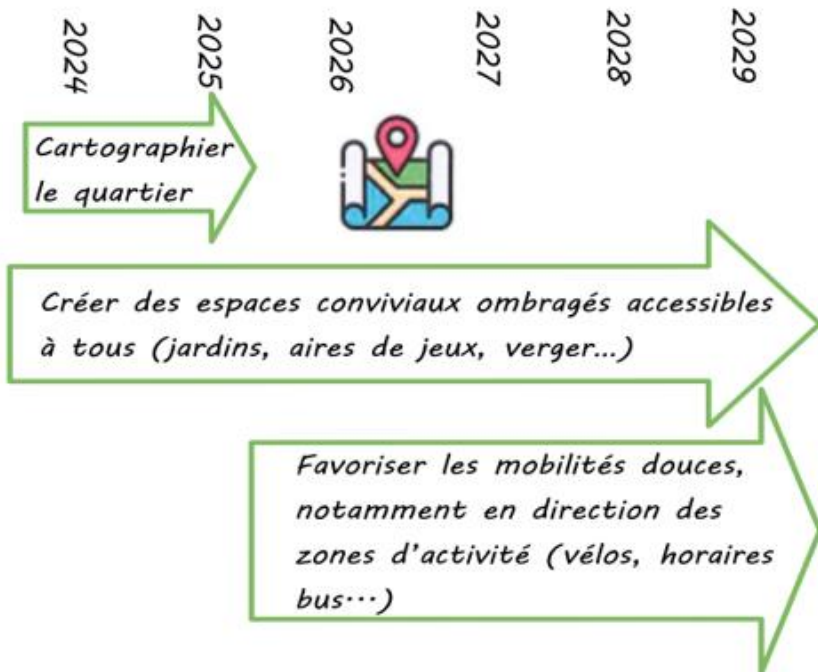 2024
2025
2026
2027
2028
2029
Cartographier
le quartier
Créer des espaces conviviaux ombragés accessibles
à tous (jardins, aires de jeux, verger...)
Favoriser les mobilités douces,
notamment en direction des
zones d'activité (vélos, horaires
bus...)